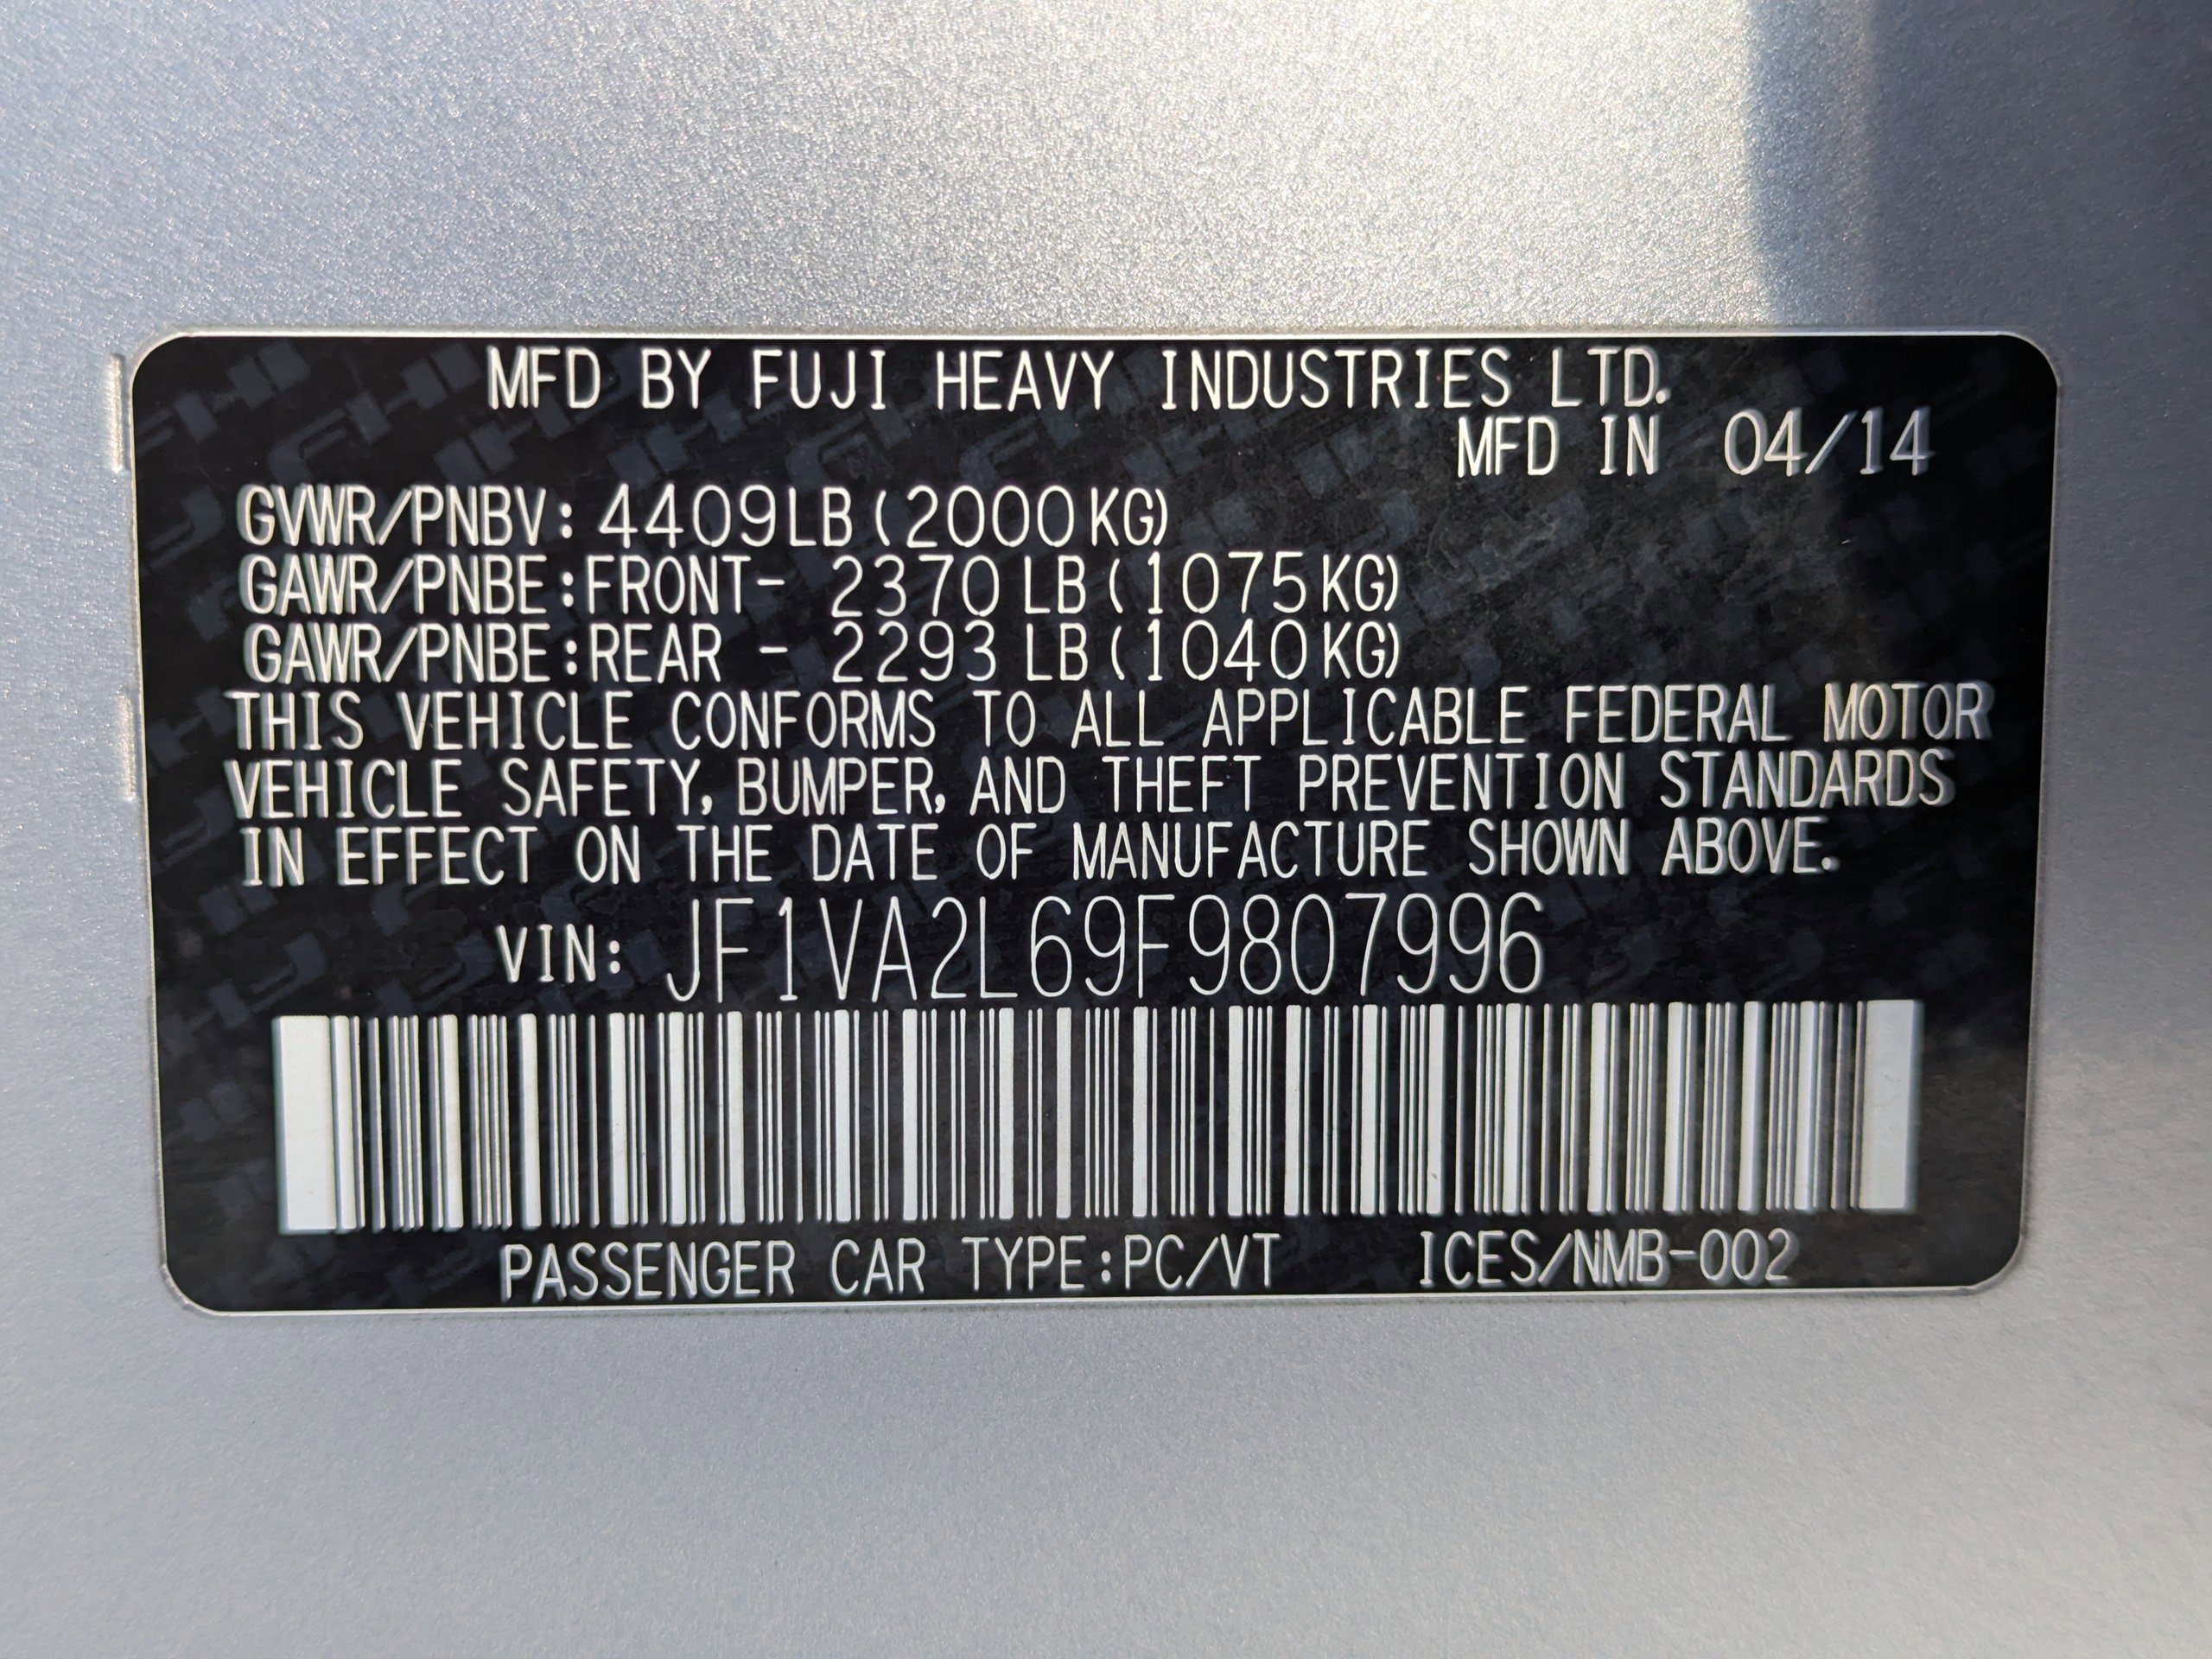 MFD BY FUJI HEAVY INDUSTRIES LTD.
MFD IN 04/14
GVWR/PNBV: 4409LB (2000KG)
GAWR/PNBE:FRONT- 2370 LB (1075KG)
GAWR/PNBE:REAR - 2293 LB (1040KG)
THIS VEHICLE CONFORMS TO ALL APPLICABLE FEDERAL MOTOR
VEHICLE SAFETY, BUMPER, AND THEFT PREVENTION STANDARDS
IN EFFECT ON THE DATE OF MANUFACTURE SHOWN ABOVE.
VIN: JF1VA2L69F9807996
PASSENGER CAR TYPE:PC/VT ICES/NMB-002